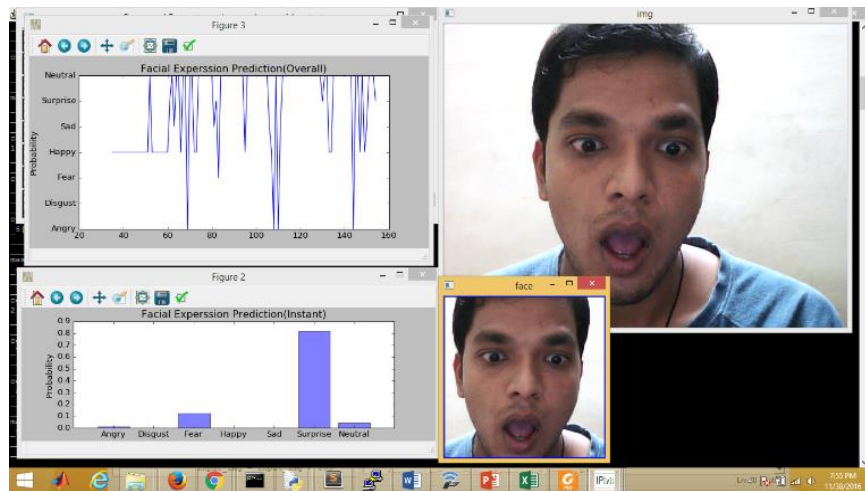 Figure 3
Facial Experssion Prediction(Overall)
Neutral
Surprise
Sad
Happy
Fear
Disgust
Angry
Probability
20 40 60 80 100 120 140 160
Figure 2
Facial Experssion Prediction(Instant)
0.9
0.8
0.7
0.6
0.5
0.4
0.3
0.2
0.1
0.0
Probability
Angry Disgust Fear Happy Sad Surprise Neutral
img
face
7:55 PM
11/30/2016